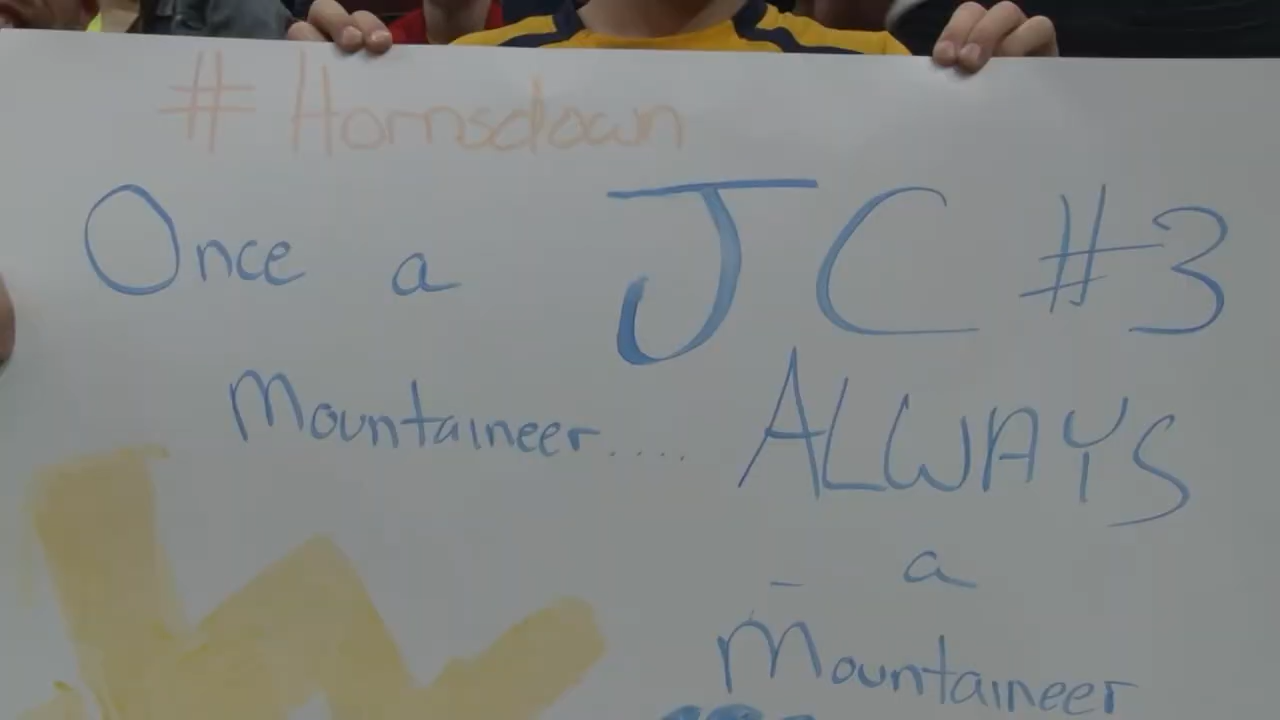 #Hornsdown
Once a JC #3
Mountaineer.... ALWAYS
a
Mountaineer